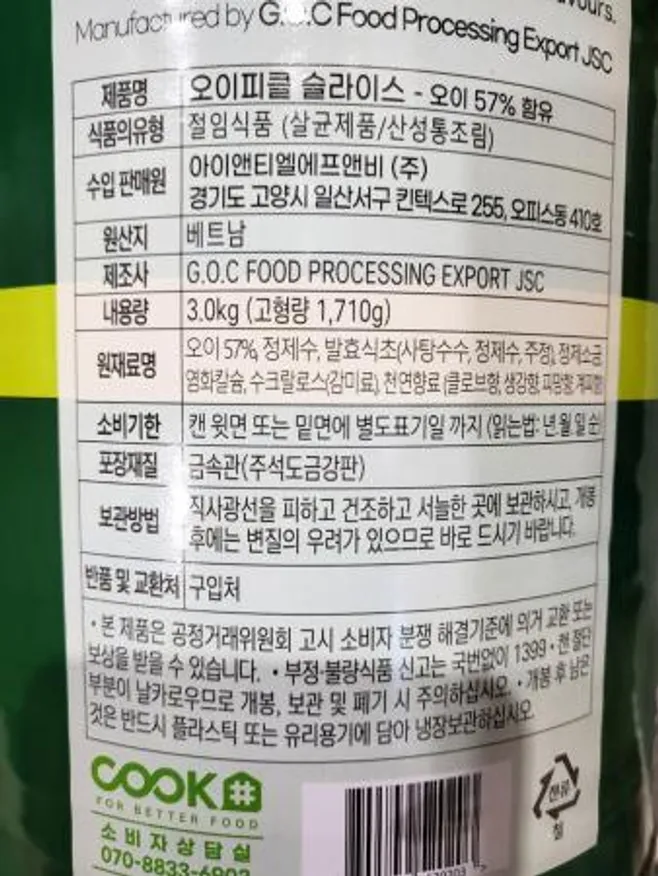 avours.
Manufactured by G.O.C Food Processing Export JSC
제품명 오이피클 슬라이스 - 오이 57% 함유
식품의유형 절임식품 (살균제품/산성통조림)
수입 판매원 아이앤티엘에프앤비 (주)
경기도 고양시 일산서구 킨텍스로 255, 오피스동 410호
원산지 베트남
제조사 G.O.C FOOD PROCESSING EXPORT JSC
내용량 3.0kg (고형량 1,710g)
원재료명 오이 57%, 정제수, 발효식초(사탕수수, 정제수, 주정), 정제소금
염화칼슘, 수크랄로스(감미료), 천연향료 (클로브향, 생강향, 계피향)
소비기한 캔 윗면 또는 밑면에 별도표기일 까지 (읽는법: 년 월 일 순)
포장재질 금속관(주석도금강판)
보관방법 직사광선을 피하고 건조하고 서늘한 곳에 보관하시고, 개봉
후에는 변질의 우려가 있으므로 바로 드시기 바랍니다.
반품 및 교환처 구입처
• 본 제품은 공정거래위원회 고시 소비자 분쟁 해결기준에 의거 교환 또는
보상을 받을 수 있습니다. • 부정·불량식품 신고는 국번없이 1399 • 캔 절단
부분이 날카로우므로 개봉, 보관 및 폐기 시 주의하십시오. • 개봉 후 남은
것은 반드시 플라스틱 또는 유리용기에 담아 냉장보관하십시오.
COOK
FOR BETTER FOOD
소비자상담실
070-8833-6902
캔류
철